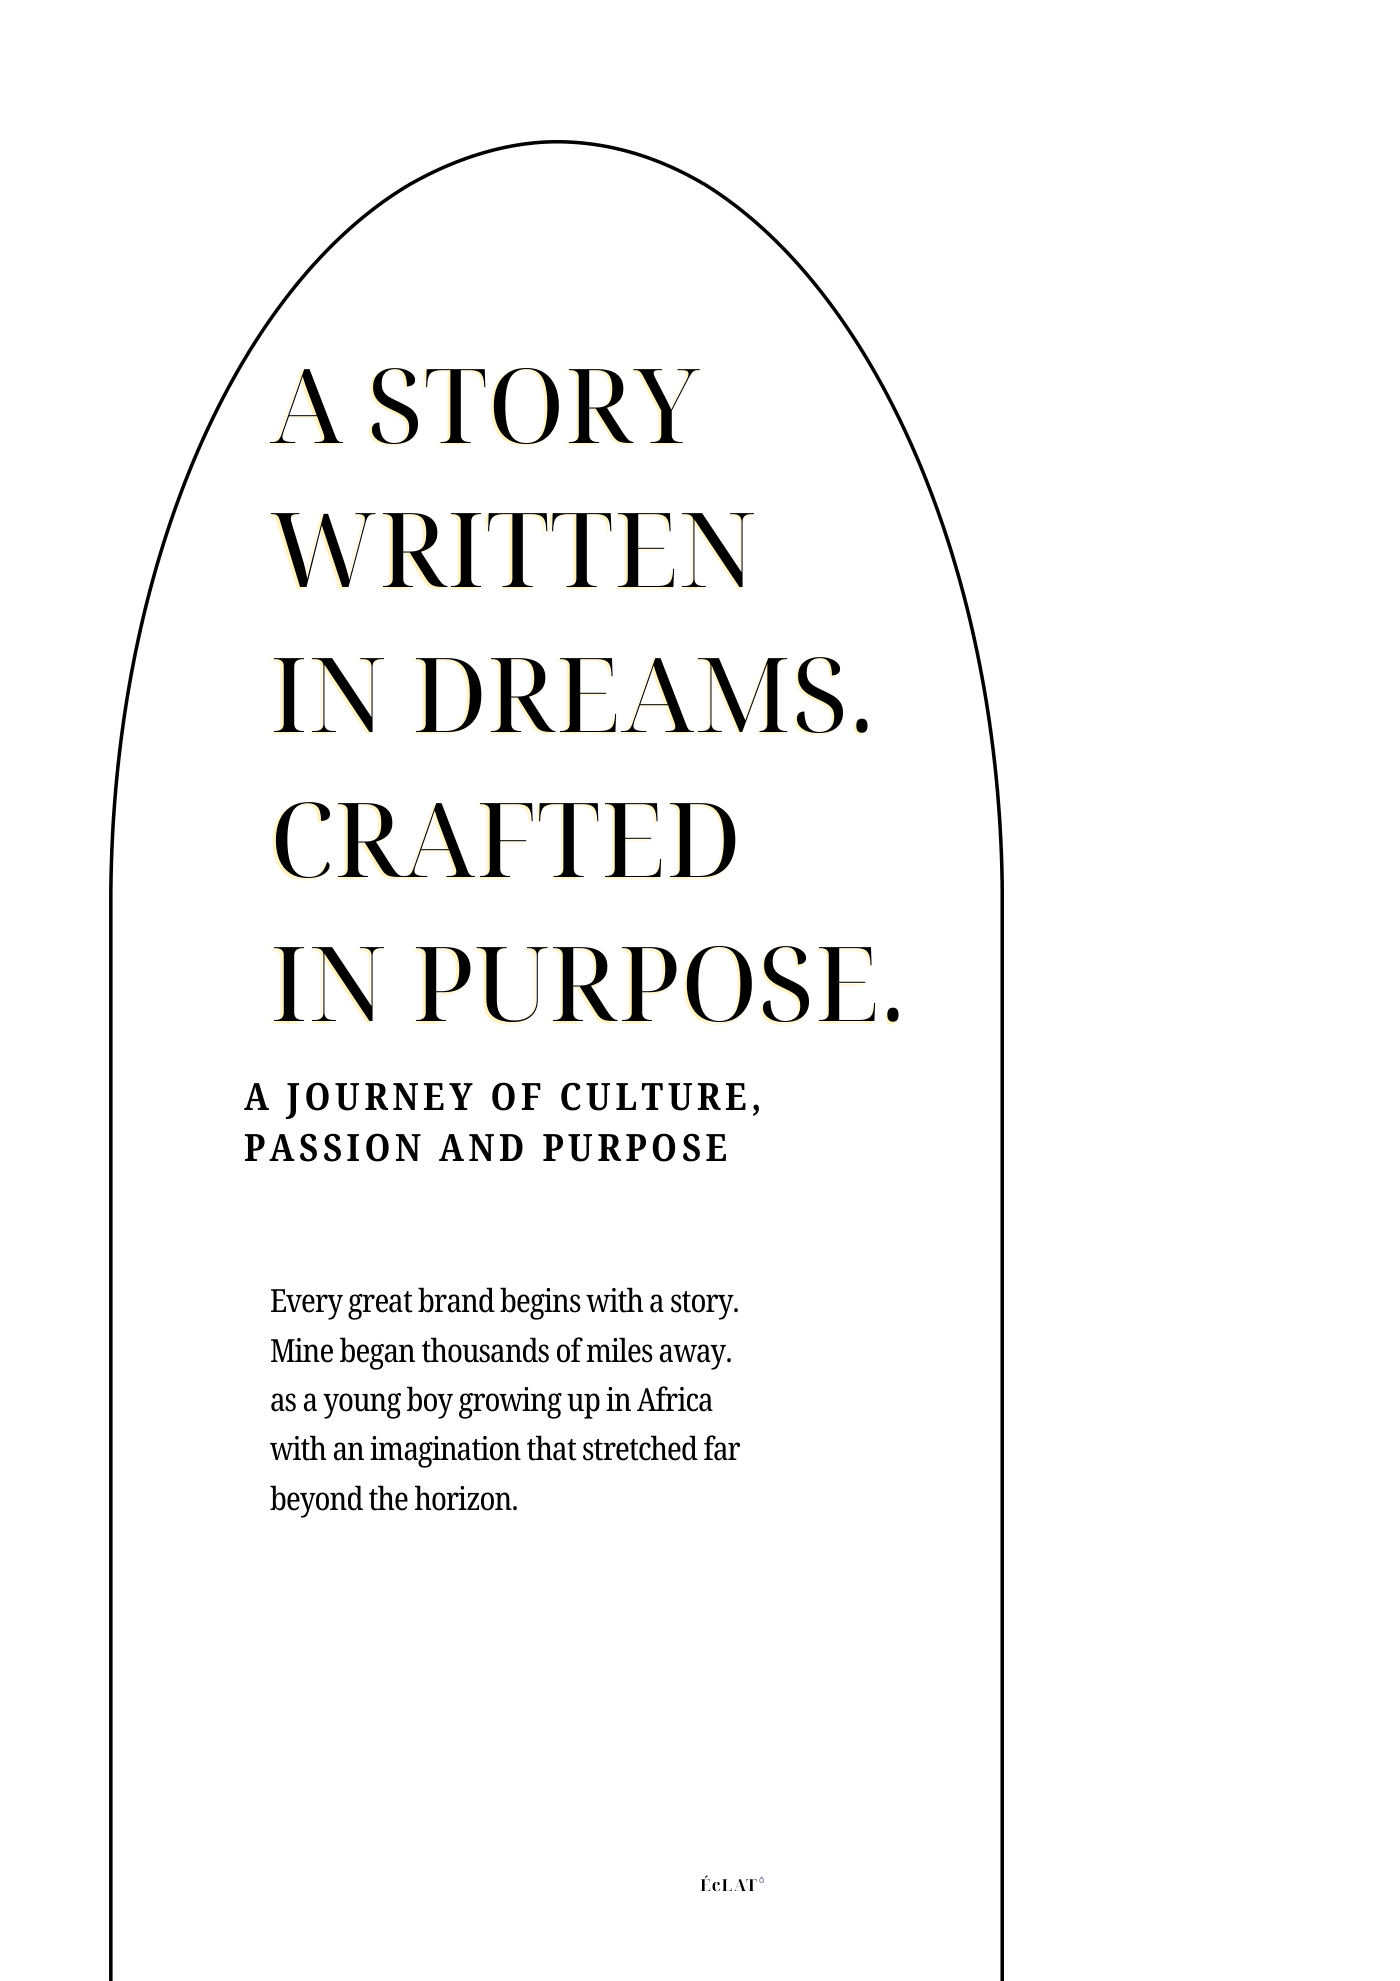 A STORY
WRITTEN
IN DREAMS.
CRAFTED
IN PURPOSE.
A JOURNEY OF CULTURE,
PASSION AND PURPOSE
Every great brand begins with a story.
Mine began thousands of miles away.
as a young boy growing up in Africa
with an imagination that stretched far
beyond the horizon.
ÉcLAT